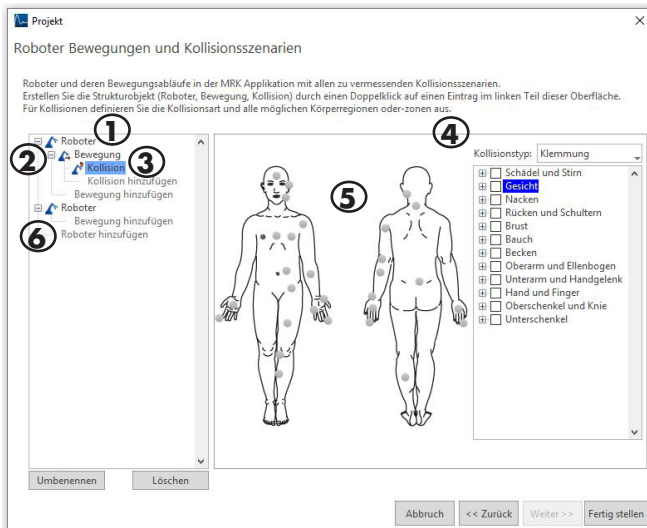 Projekt
Roboter Bewegungen und Kollisionsszenarien
Roboter und deren Bewegungsabläufe in der MRK Applikation mit allen zu vermessenden Kollisionsszenarien.
Erstellen Sie die Strukturobjekt (Roboter, Bewegung, Kollision) durch einen Doppelklick auf einen Eintrag im linken Teil dieser Oberfläche.
Für Kollisionen definieren Sie die Kollisionsart und alle möglichen Körperregionen oder-zonen aus.
1
Roboter
2
Bewegung
Kollision
3
Kollision hinzufügen
Bewegung hinzufügen
Roboter
Bewegung hinzufügen
6
Roboter hinzufügen
5
4
Kollisionstyp: Klemmung
Schädel und Stirn
Gesicht
Nacken
Rücken und Schultern
Brust
Bauch
Becken
Oberarm und Ellenbogen
Unterarm und Handgelenk
Hand und Finger
Oberschenkel und Knie
Unterschenkel
Umbenennen
Löschen
Abbruch
<< Zurück
Weiter >>
Fertig stellen